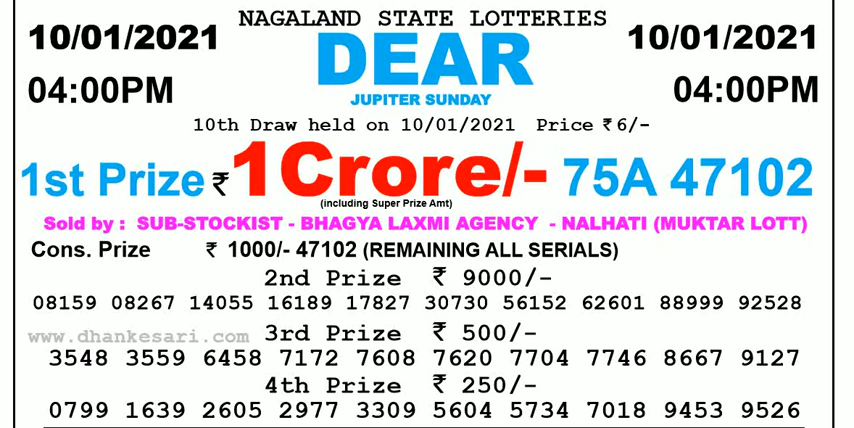 NAGALAND STATE LOTTERIES
10/01/2021 DEAR 10/01/2021
04:00PM JUPITER SUNDAY 04:00PM
10th Draw held on 10/01/2021 Price ₹ 6/-
1st Prize ₹ 1Crore/- 75A 47102
(including Super Prize Amt)
Sold by : SUB-STOCKIST - BHAGYA LAXMI AGENCY - NALHATI (MUKTAR LOTT)
Cons. Prize ₹ 1000/- 47102 (REMAINING ALL SERIALS)
2nd Prize ₹ 9000/-
08159 08267 14055 16189 17827 30730 56152 62601 88999 92528
www.dhankesari.com 3rd Prize ₹ 500/-
3548 3559 6458 7172 7608 7620 7704 7746 8667 9127
4th Prize ₹ 250/-
0799 1639 2605 2977 3309 5604 5734 7018 9453 9526